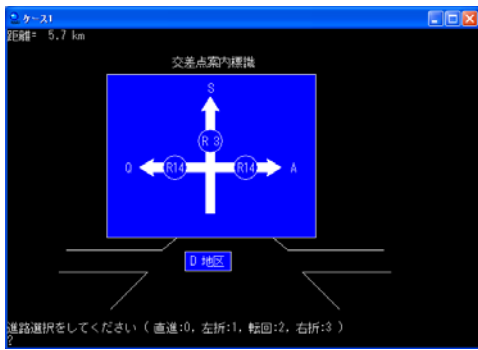 ケース1
距離= 5.7 km
交差点案内標識
S
R 3
Q R14 R14 A
D 地区
進路選択をしてください ( 直進:0, 左折:1, 転回:2, 右折:3 )
?